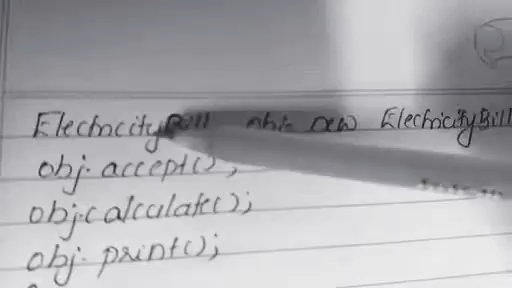 ElectricityBill obj= new ElectricityBill
obj.accept();
obj.calculate();
obj.print();